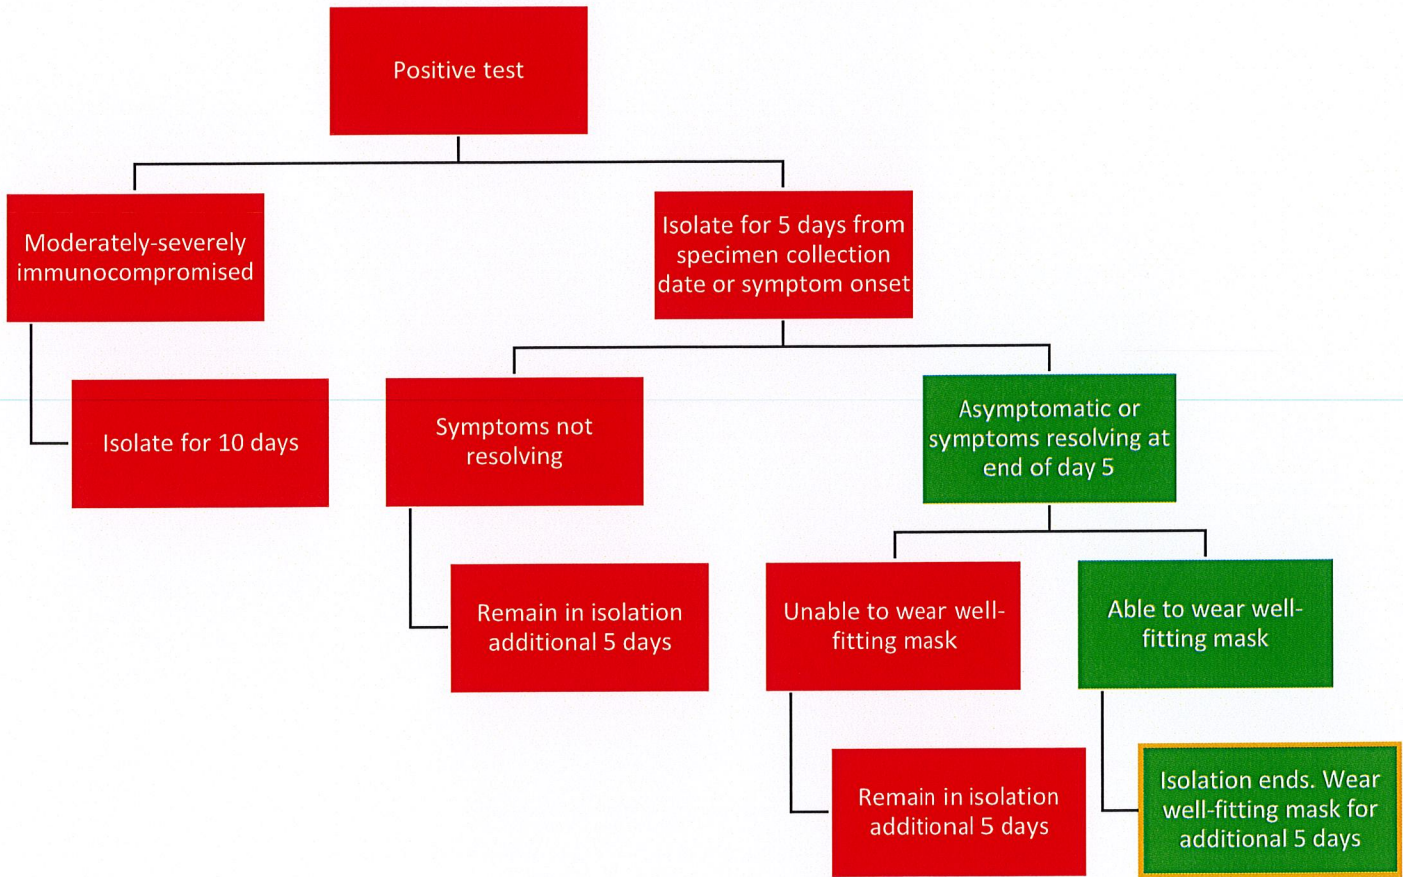 Positive test
Moderately-severely
immunocompromised
Isolate for 5 days from
specimen collection
date or symptom onset
Isolate for 10 days
Symptoms not
resolving
Asymptomatic or
symptoms resolving at
end of day 5
Remain in isolation
additional 5 days
Unable to wear well-
fitting mask
Able to wear well-
fitting mask
Remain in isolation
additional 5 days
Isolation ends. Wear
well-fitting mask for
additional 5 days